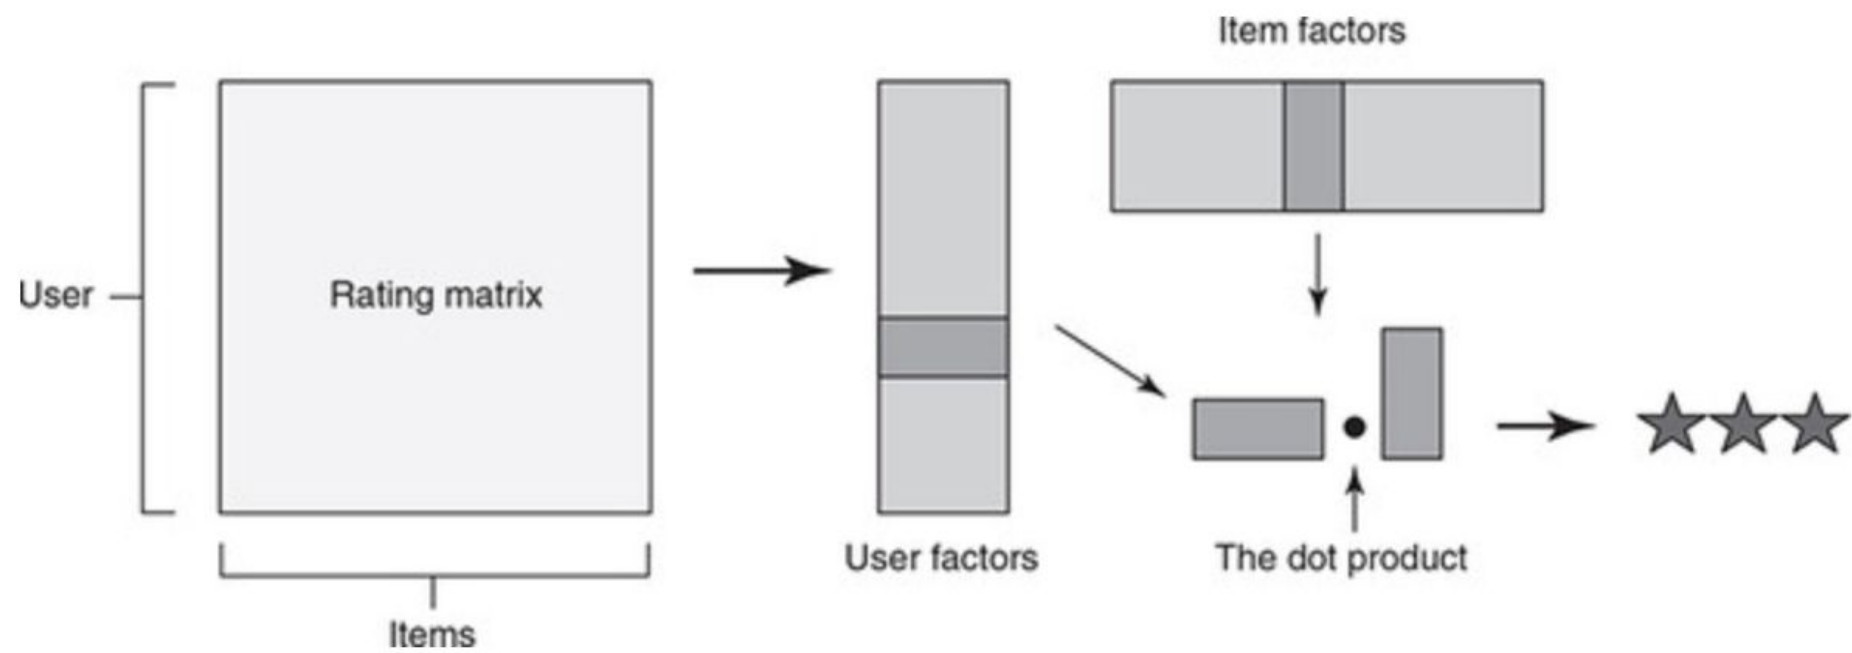 Item factors
User
Rating matrix
User factors
The dot product
Items